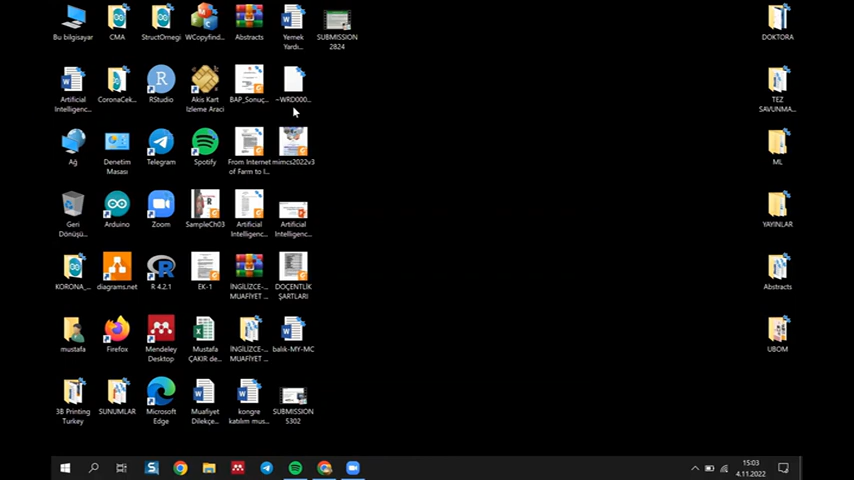 Bu bilgisayar
CMA
StructOrnegi
WCopyfind...
Abstracts
Yemek
Yardı...
SUBMISSION
2824
DOKTORA
Artificial
Intelligenc...
CoronaCek...
RStudio
Akis Kart
Izleme Araci
BAP_Sonuç...
~WRD000...
TEZ
SAVUNMA...
Ağ
Denetim
Masası
Telegram
Spotify
From Internet
of Farm to I...
mimcs2022v3
ML
Geri
Dönüşü...
Arduino
Zoom
SampleCh03
Artificial
Intelligenc...
Artificial
Intelligenc...
YAYINLAR
KORONA_...
diagrams.net
R 4.2.1
EK-1
İNGİLİZCE-...
MUAFİYET ...
DOÇENTLİK
ŞARTLARI
Abstracts
mustafa
Firefox
Mendeley
Desktop
Mustafa
ÇAKIR de...
İNGİLİZCE-...
MUAFİYET ...
balık-MY-MC
UBOM
3B Printing
Turkey
SUNUMLAR
Microsoft
Edge
Muafiyet
Dilekçe...
kongre
katılım mus...
SUBMISSION
5302
15:03
4.11.2022